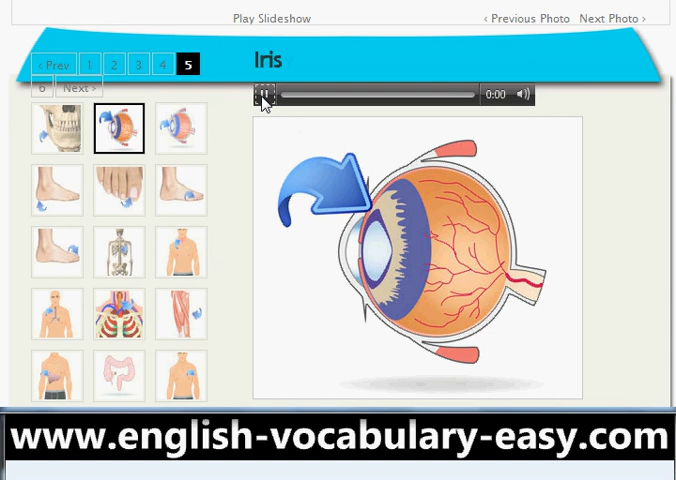 Play Slideshow
‹ Previous Photo Next Photo ›
‹ Prev 1 2 3 4 5
6 Next ›
Iris
0:00
www.english-vocabulary-easy.com